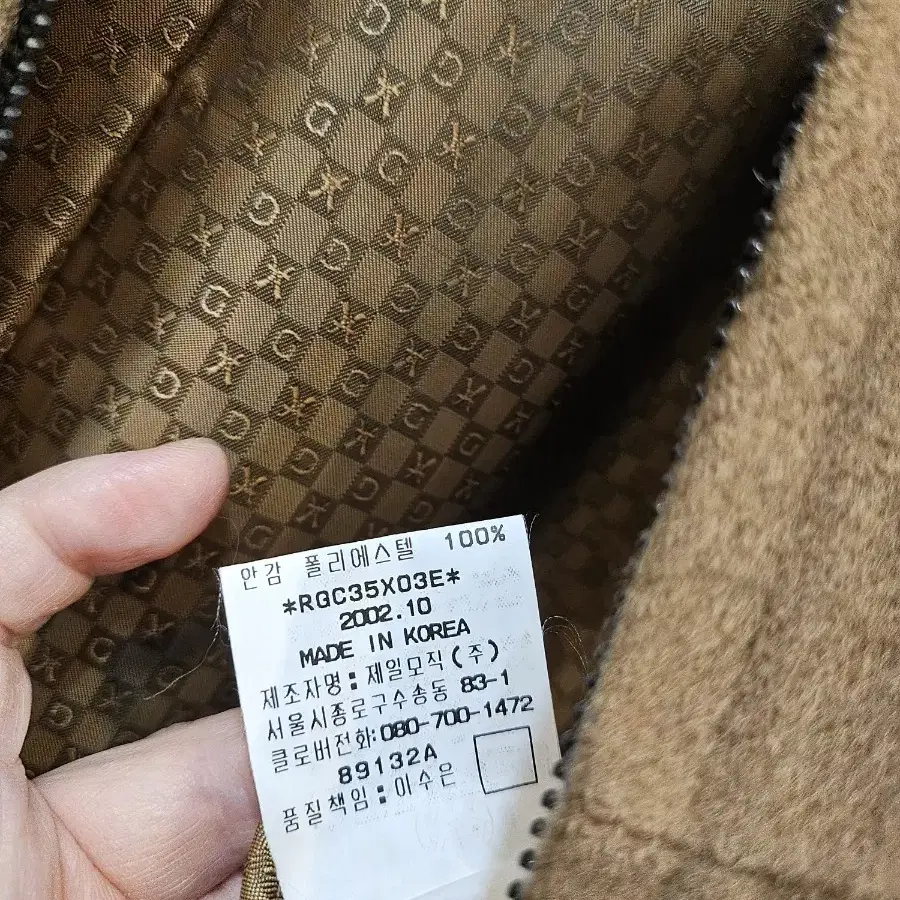 안감 폴리에스텔 100%
*RGC35X03E*
2002.10
MADE IN KOREA
제조자명:제일모직(주)
서울시종로구수송동 83-1
클로버전화:080-700-1472
89132A
품질책임:이수은